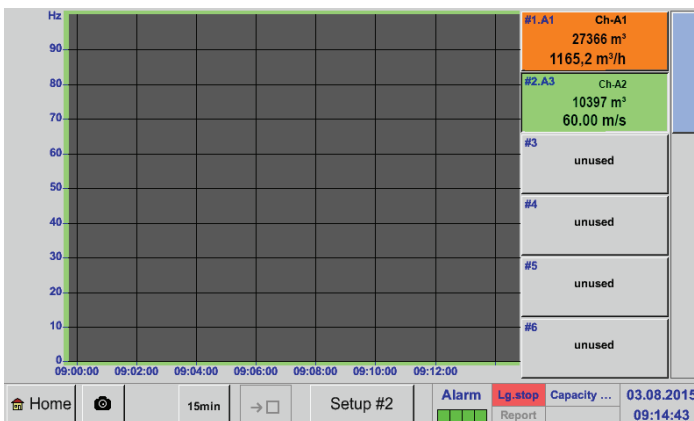 Hz
90
80
70
60
50
40
30
20
10
0
09:00:00 09:02:00 09:04:00 09:06:00 09:08:00 09:10:00 09:12:00
#1.A1 Ch-A1
27366 m³
1165,2 m³/h
#2.A3 Ch-A2
10397 m³
60.00 m/s
#3
unused
#4
unused
#5
unused
#6
unused
Home 15min Setup #2 Alarm Lg.stop Capacity ... 03.08.2015
Report 09:14:43